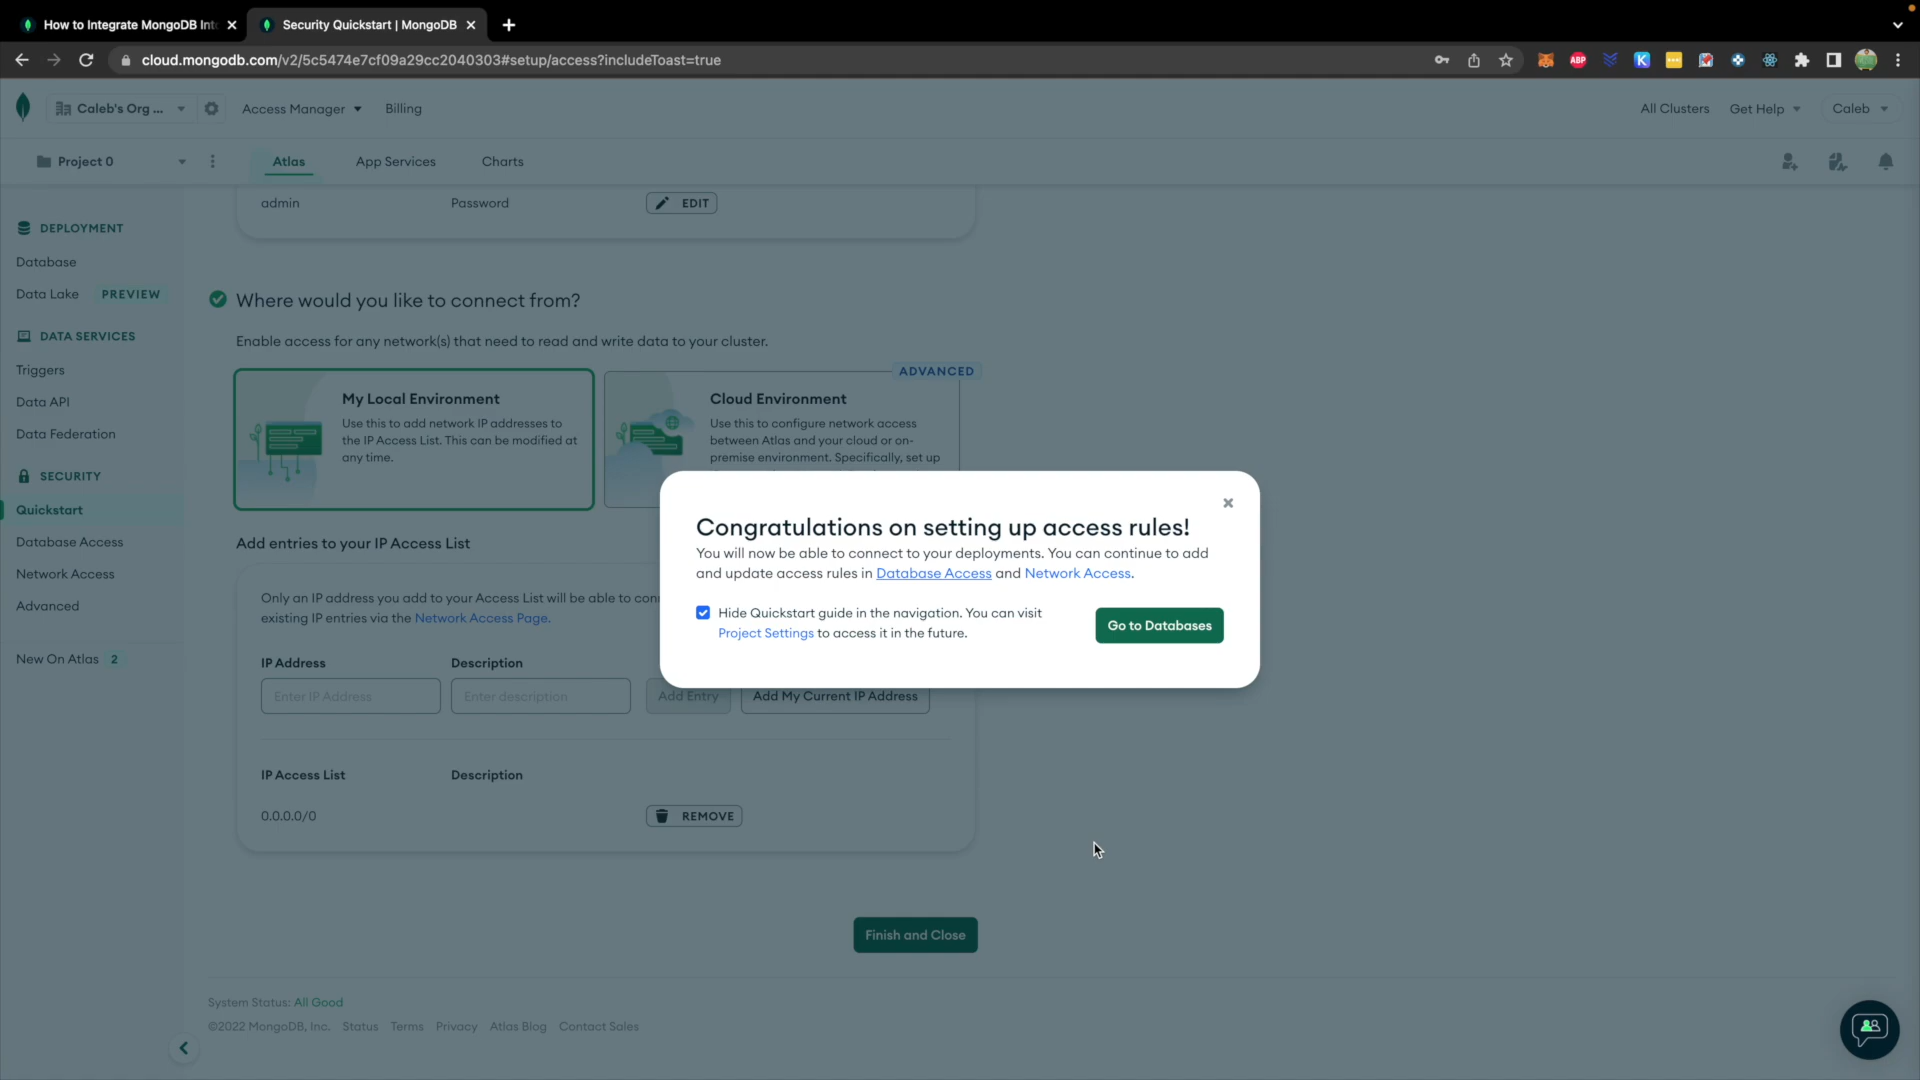 How to Integrate MongoDB Int
Security Quickstart | MongoDB
cloud.mongodb.com/v2/5c5474e7cf09a29cc2040303#setup/access?includeToast=true
ABP
K
Caleb's Org ...
Access Manager
Billing
All Clusters
Get Help
Caleb
Project 0
Atlas
App Services
Charts
admin
Password
EDIT
DEPLOYMENT
Database
Data Lake
PREVIEW
DATA SERVICES
Triggers
Data API
Data Federation
SECURITY
Quickstart
Database Access
Network Access
Advanced
New On Atlas 2
Where would you like to connect from?
Enable access for any network(s) that need to read and write data to your cluster.
My Local Environment
Use this to add network IP addresses to
the IP Access List. This can be modified at
any time.
ADVANCED
Cloud Environment
Use this to configure network access
between Atlas and your cloud or on-
premise environment. Specifically, set up
Add entries to your IP Access List
Only an IP address you add to your Access List will be able to con
existing IP entries via the Network Access Page.
IP Address
Description
Enter IP Address
Enter description
Add Entry
Add My Current IP Address
IP Access List
Description
0.0.0.0/0
REMOVE
Congratulations on setting up access rules!
You will now be able to connect to your deployments. You can continue to add
and update access rules in Database Access and Network Access.
Hide Quickstart guide in the navigation. You can visit
Project Settings to access it in the future.
Go to Databases
Finish and Close
System Status: All Good
©2022 MongoDB, Inc.
Status
Terms
Privacy
Atlas Blog
Contact Sales